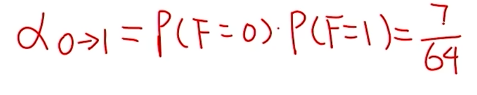 α₀→₁ = P(F=0)·P(F=1) = 7/64